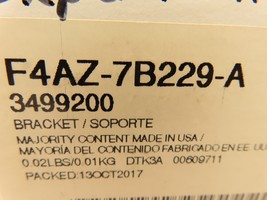 F4AZ-7B229-A
3499200
BRACKET / SOPORTE
MAJORITY CONTENT MADE IN USA /
MAYORÍA DEL CONTENIDO FABRICADO EN EE. UU
0.02LBS/0.01KG DTK3A 00609711
PACKED:13OCT2017